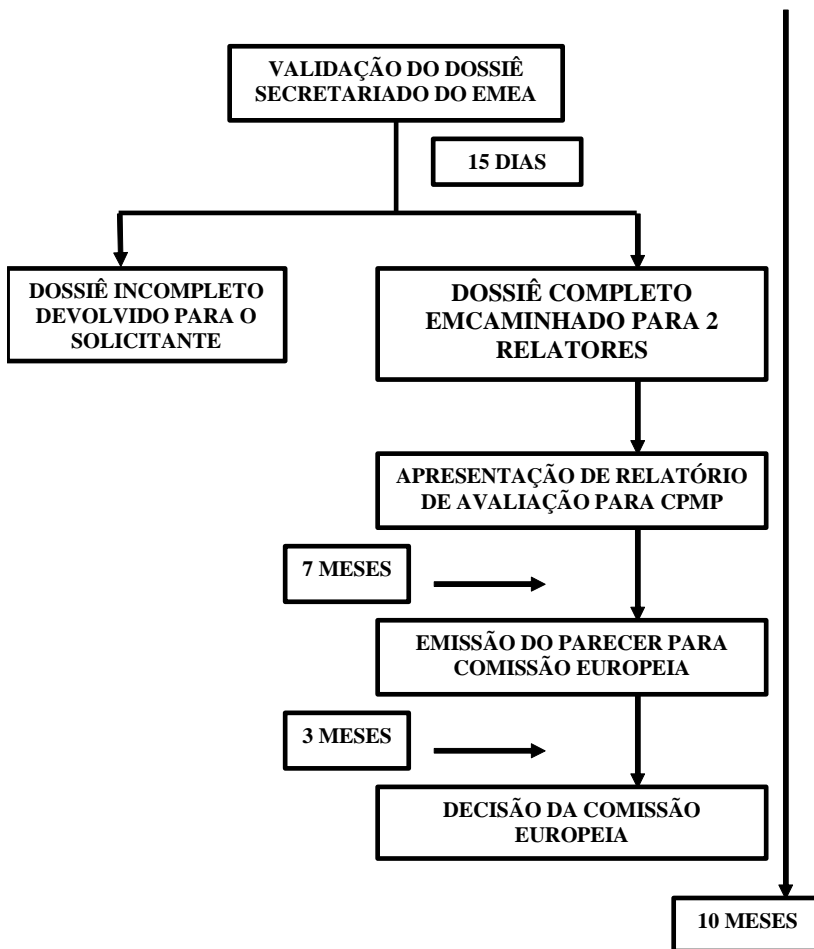 VALIDAÇÃO DO DOSSIÊ
SECRETARIADO DO EMEA
15 DIAS
DOSSIÊ INCOMPLETO
DEVOLVIDO PARA O
SOLICITANTE
DOSSIÊ COMPLETO
EMCAMINHADO PARA 2
RELATORES
APRESENTAÇÃO DE RELATÓRIO
DE AVALIAÇÃO PARA CPMP
7 MESES
EMISSÃO DO PARECER PARA
COMISSÃO EUROPEIA
3 MESES
DECISÃO DA COMISSÃO
EUROPEIA
10 MESES